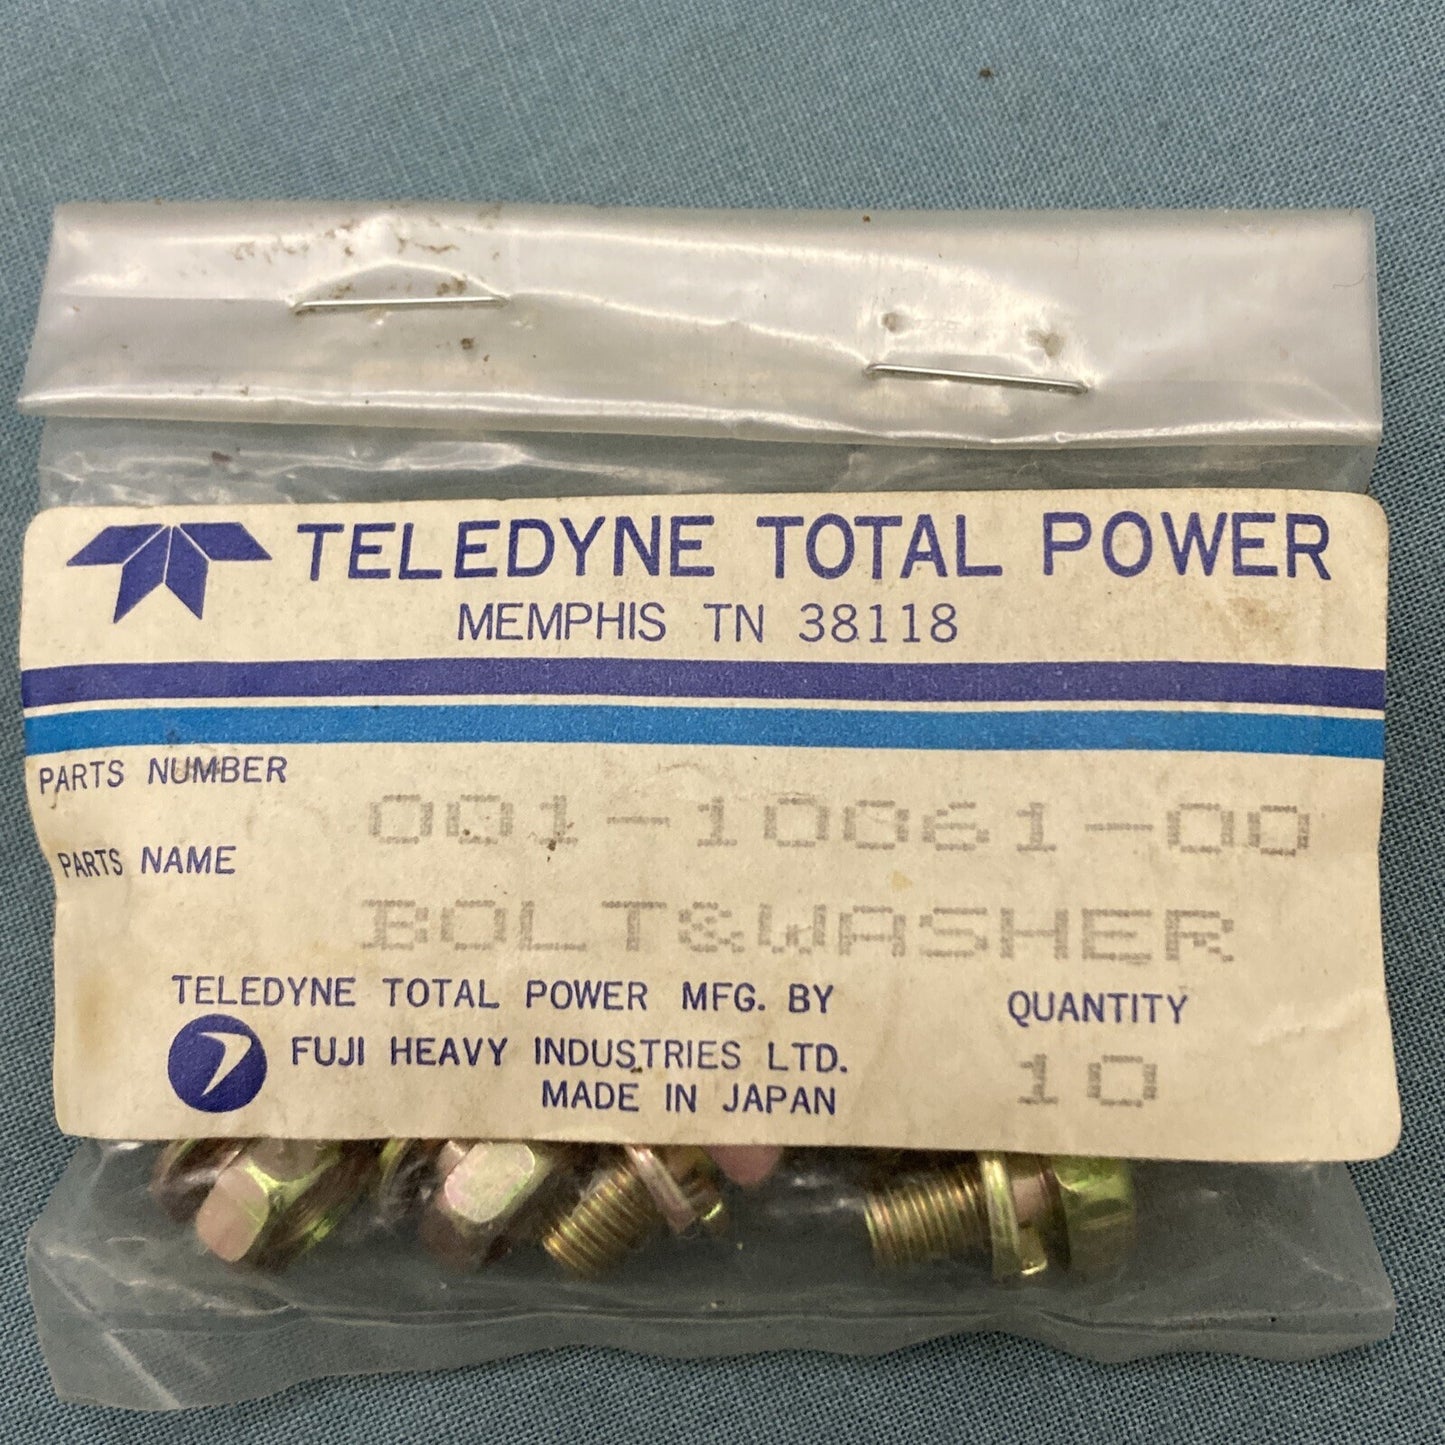 TELEDYNE TOTAL POWER
MEMPHIS TN 38118
PARTS NUMBER
001-10061-00
PARTS NAME
BOLT&WASHER
TELEDYNE TOTAL POWER MFG. BY
FUJI HEAVY INDUSTRIES LTD.
MADE IN JAPAN
QUANTITY
10